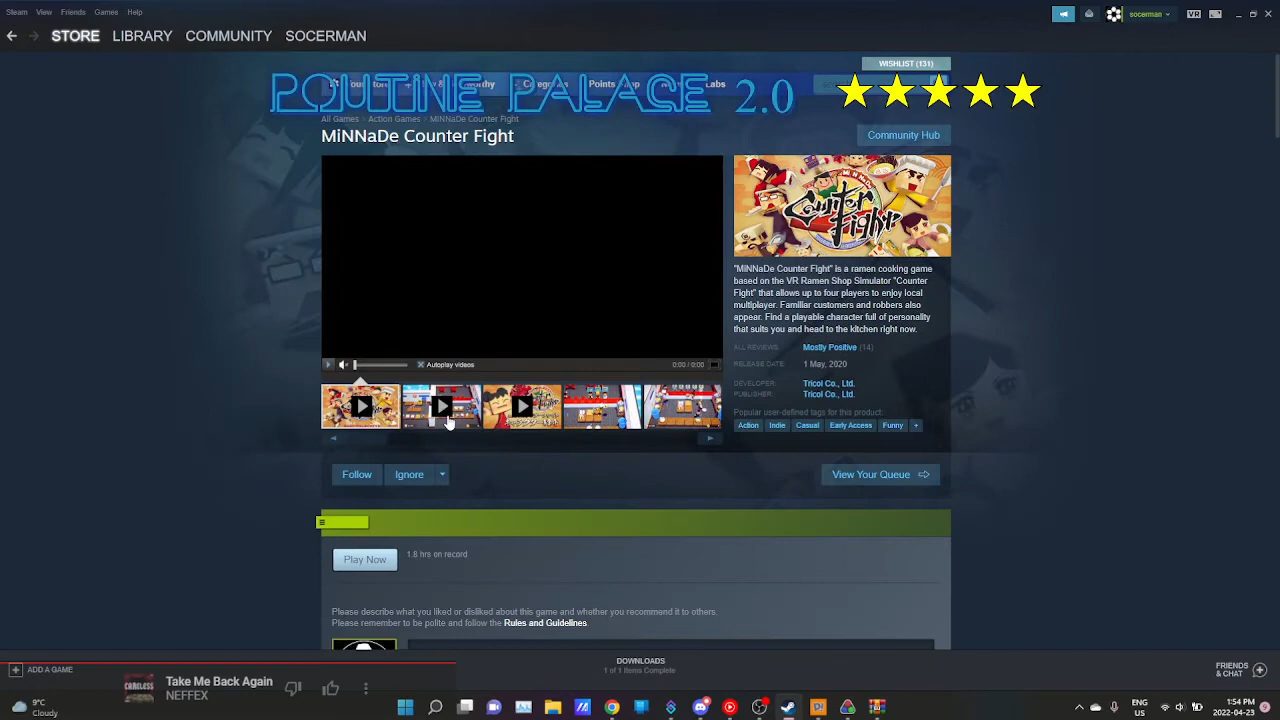 Steam View Friends Games Help
socerman
VR
STORE LIBRARY COMMUNITY SOCERMAN
WISHLIST (131)
POUTINE PALACE 2.0
Labs
All Games > Action Games > MiNNaDe Counter Fight
MiNNaDe Counter Fight
Community Hub
Counter Fight
"MiNNaDe Counter Fight" is a ramen cooking game
based on the VR Ramen Shop Simulator "Counter
Fight" that allows up to four players to enjoy local
multiplayer. Familiar customers and robbers also
appear. Find a playable character full of personality
that suits you and head to the kitchen right now.
ALL REVIEWS: Mostly Positive (14)
RELEASE DATE: 1 May, 2020
DEVELOPER: Tricol Co., Ltd.
PUBLISHER: Tricol Co., Ltd.
Popular user-defined tags for this product:
Action Indie Casual Early Access Funny +
Autoplay videos
0:00 / 0:00
Follow Ignore
View Your Queue
Play Now
1.8 hrs on record
Please describe what you liked or disliked about this game and whether you recommend it to others.
Please remember to be polite and follow the Rules and Guidelines.
ADD A GAME
DOWNLOADS
1 of 1 Items Complete
FRIENDS
& CHAT
CARELESS
Take Me Back Again
NEFFEX
9°C
Cloudy
ENG
US
1:54 PM
2022-04-23